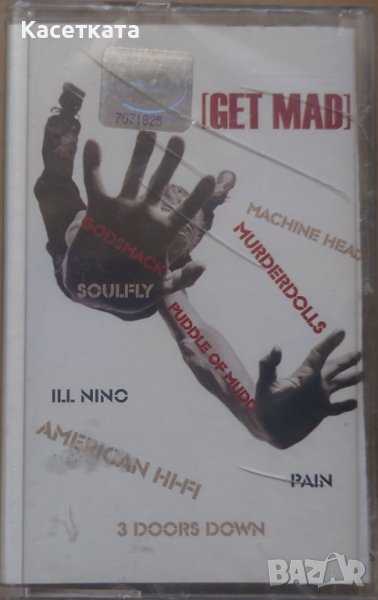 Касетката
7071825
[GET MAD]
MACHINE HEAD
GODSMACK
MURDERDOLLS
SOULFLY
PUDDLE OF MUDD
ILL NINO
AMERICAN HI-FI
PAIN
3 DOORS DOWN
BAZAR